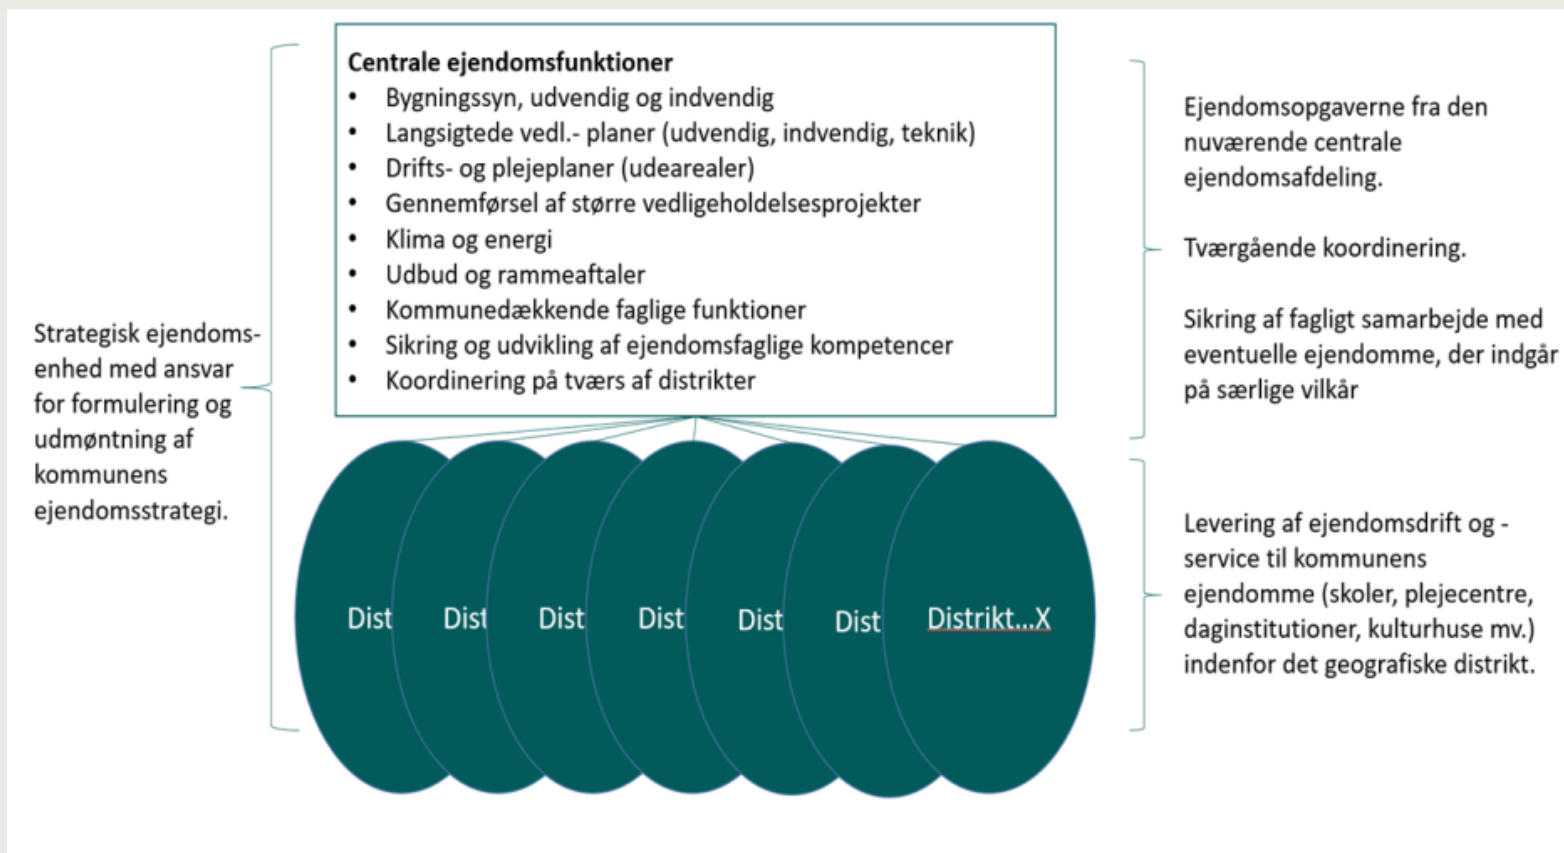 Centrale ejendomsfunktioner
• Bygningssyn, udvendig og indvendig
• Langsigtede vedl.- planer (udvendig, indvendig, teknik)
• Drifts- og plejeplaner (udearealer)
• Gennemførsel af større vedligeholdelsesprojekter
• Klima og energi
• Udbud og rammeaftaler
• Kommunedækkende faglige funktioner
• Sikring og udvikling af ejendomsfaglige kompetencer
• Koordinering på tværs af distrikter
Strategisk ejendoms-
enhed med ansvar
for formulering og
udmøntning af
kommunens
ejendomsstrategi.
Ejendomsopgaverne fra den
nuværende centrale
ejendomsafdeling.
Tværgående koordinering.
Sikring af fagligt samarbejde med
eventuelle ejendomme, der indgår
på særlige vilkår
Dist
Dist
Dist
Dist
Dist
Dist
Distrikt...X
Levering af ejendomsdrift og -
service til kommunens
ejendomme (skoler, plejecentre,
daginstitutioner, kulturhuse mv.)
indenfor det geografiske distrikt.